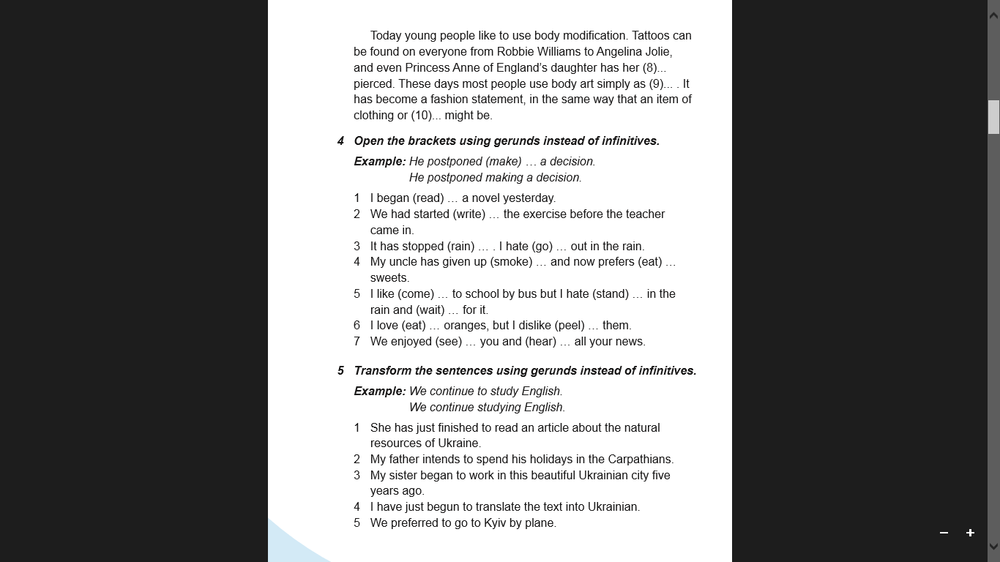 Today young people like to use body modification. Tattoos can
be found on everyone from Robbie Williams to Angelina Jolie,
and even Princess Anne of England’s daughter has her (8)...
pierced. These days most people use body art simply as (9)... . It
has become a fashion statement, in the same way that an item of
clothing or (10)... might be.
4 Open the brackets using gerunds instead of infinitives.
Example: He postponed (make) … a decision.
He postponed making a decision.
1 I began (read) … a novel yesterday.
2 We had started (write) … the exercise before the teacher
came in.
3 It has stopped (rain) … . I hate (go) … out in the rain.
4 My uncle has given up (smoke) … and now prefers (eat) …
sweets.
5 I like (come) … to school by bus but I hate (stand) … in the
rain and (wait) … for it.
6 I love (eat) … oranges, but I dislike (peel) … them.
7 We enjoyed (see) … you and (hear) … all your news.
5 Transform the sentences using gerunds instead of infinitives.
Example: We continue to study English.
We continue studying English.
1 She has just finished to read an article about the natural
resources of Ukraine.
2 My father intends to spend his holidays in the Carpathians.
3 My sister began to work in this beautiful Ukrainian city five
years ago.
4 I have just begun to translate the text into Ukrainian.
5 We preferred to go to Kyiv by plane.